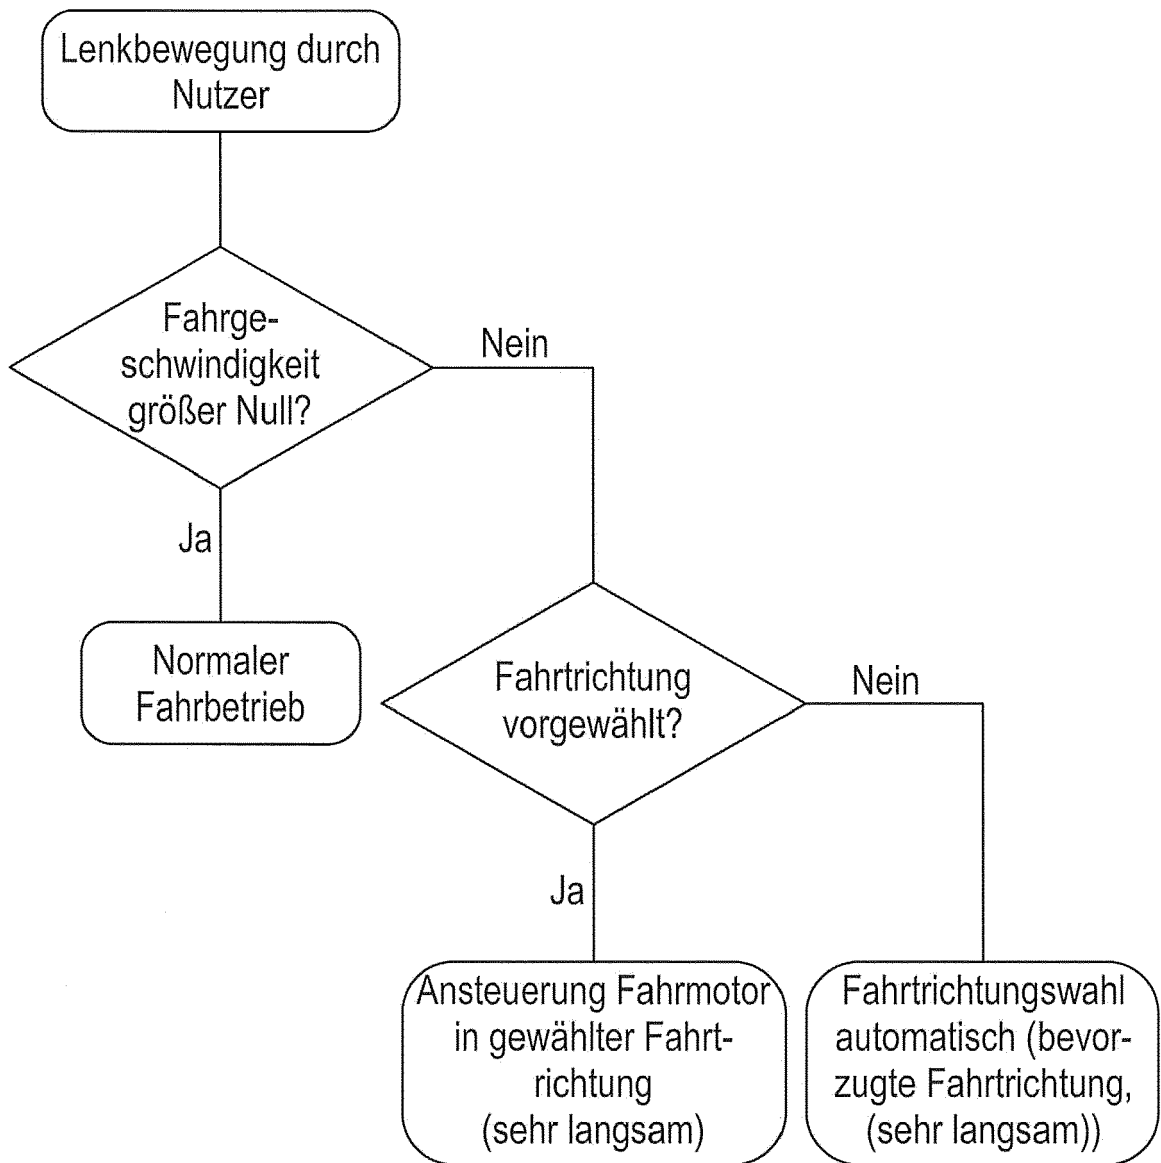 Lenkbewegung durch
Nutzer
Fahrge-
schwindigkeit
größer Null?
Nein
Ja
Normaler
Fahrbetrieb
Fahrtrichtung
vorgewählt?
Nein
Ja
Ansteuerung Fahrmotor
in gewählter Fahrt-
richtung
(sehr langsam)
Fahrtrichtungswahl
automatisch (bevor-
zugte Fahrtrichtung,
(sehr langsam))